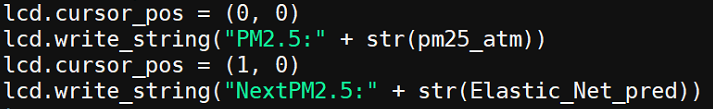 lcd.cursor_pos = (0, 0)
lcd.write_string("PM2.5:" + str(pm25_atm))
lcd.cursor_pos = (1, 0)
lcd.write_string("NextPM2.5:" + str(Elastic_Net_pred))